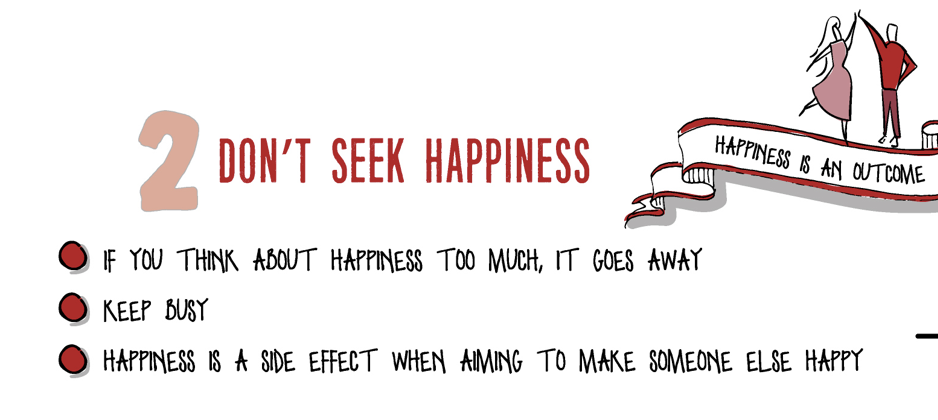 2 DON'T SEEK HAPPINESS
HAPPINESS IS AN OUTCOME
IF YOU THINK ABOUT HAPPINESS TOO MUCH, IT GOES AWAY
KEEP BUSY
HAPPINESS IS A SIDE EFFECT WHEN AIMING TO MAKE SOMEONE ELSE HAPPY